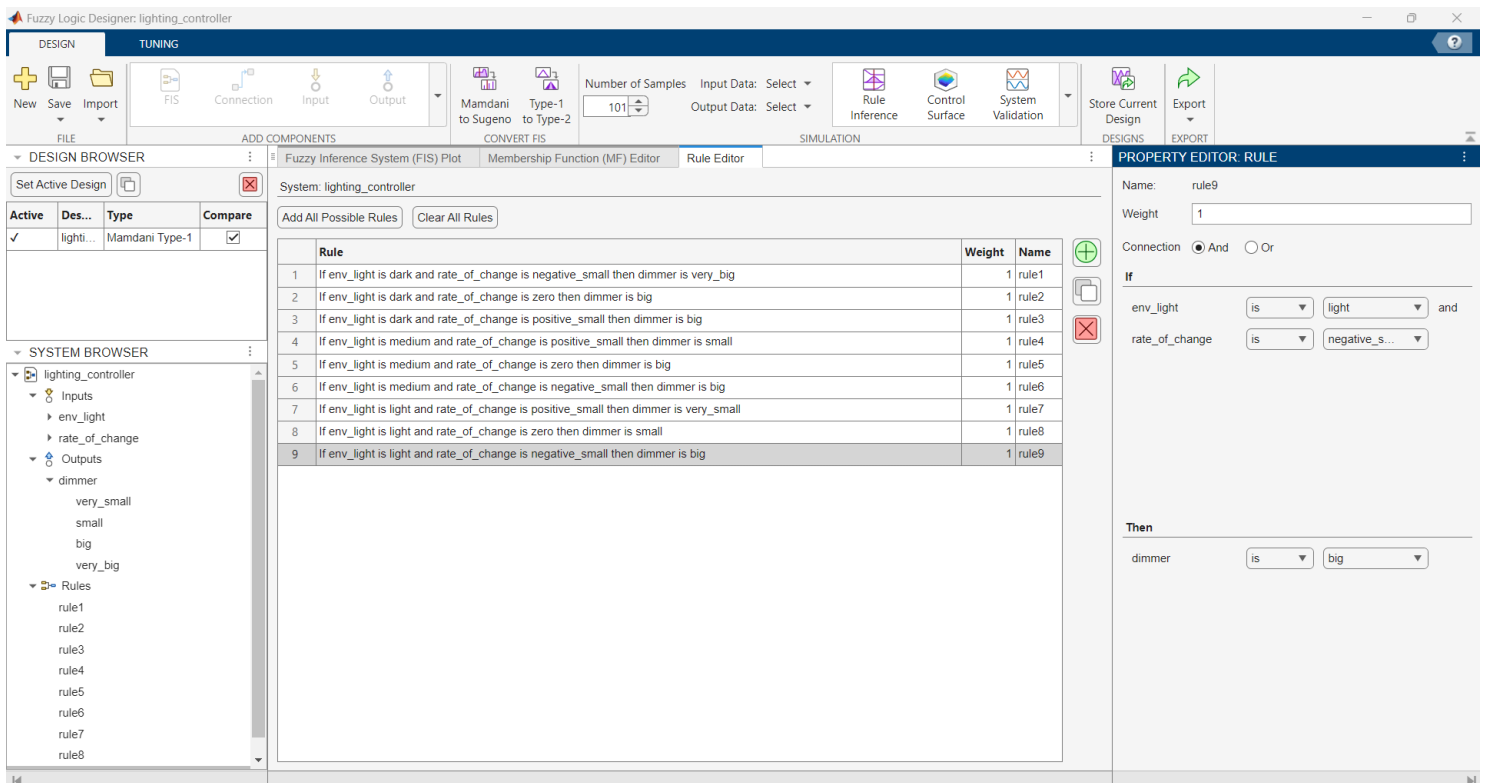 Fuzzy Logic Designer: lighting_controller
DESIGN TUNING
?
New Save Import
FIS Connection Input Output
Mamdani to Sugeno
Type-1 to Type-2
Number of Samples 101
Input Data: Select
Output Data: Select
Rule Inference
Control Surface
System Validation
Store Current Design
Export
FILE ADD COMPONENTS CONVERT FIS SIMULATION DESIGNS EXPORT
DESIGN BROWSER
Set Active Design
Active Des... Type Compare
✓ lighti... Mamdani Type-1
SYSTEM BROWSER
lighting_controller
Inputs
env_light
rate_of_change
Outputs
dimmer
very_small
small
big
very_big
Rules
rule1
rule2
rule3
rule4
rule5
rule6
rule7
rule8
Fuzzy Inference System (FIS) Plot Membership Function (MF) Editor Rule Editor
System: lighting_controller
Add All Possible Rules Clear All Rules
Rule Weight Name
1 If env_light is dark and rate_of_change is negative_small then dimmer is very_big 1 rule1
2 If env_light is dark and rate_of_change is zero then dimmer is big 1 rule2
3 If env_light is dark and rate_of_change is positive_small then dimmer is big 1 rule3
4 If env_light is medium and rate_of_change is positive_small then dimmer is small 1 rule4
5 If env_light is medium and rate_of_change is zero then dimmer is big 1 rule5
6 If env_light is medium and rate_of_change is negative_small then dimmer is big 1 rule6
7 If env_light is light and rate_of_change is positive_small then dimmer is very_small 1 rule7
8 If env_light is light and rate_of_change is zero then dimmer is small 1 rule8
9 If env_light is light and rate_of_change is negative_small then dimmer is big 1 rule9
PROPERTY EDITOR: RULE
Name: rule9
Weight 1
Connection And Or
If
env_light is light and
rate_of_change is negative_s...
Then
dimmer is big